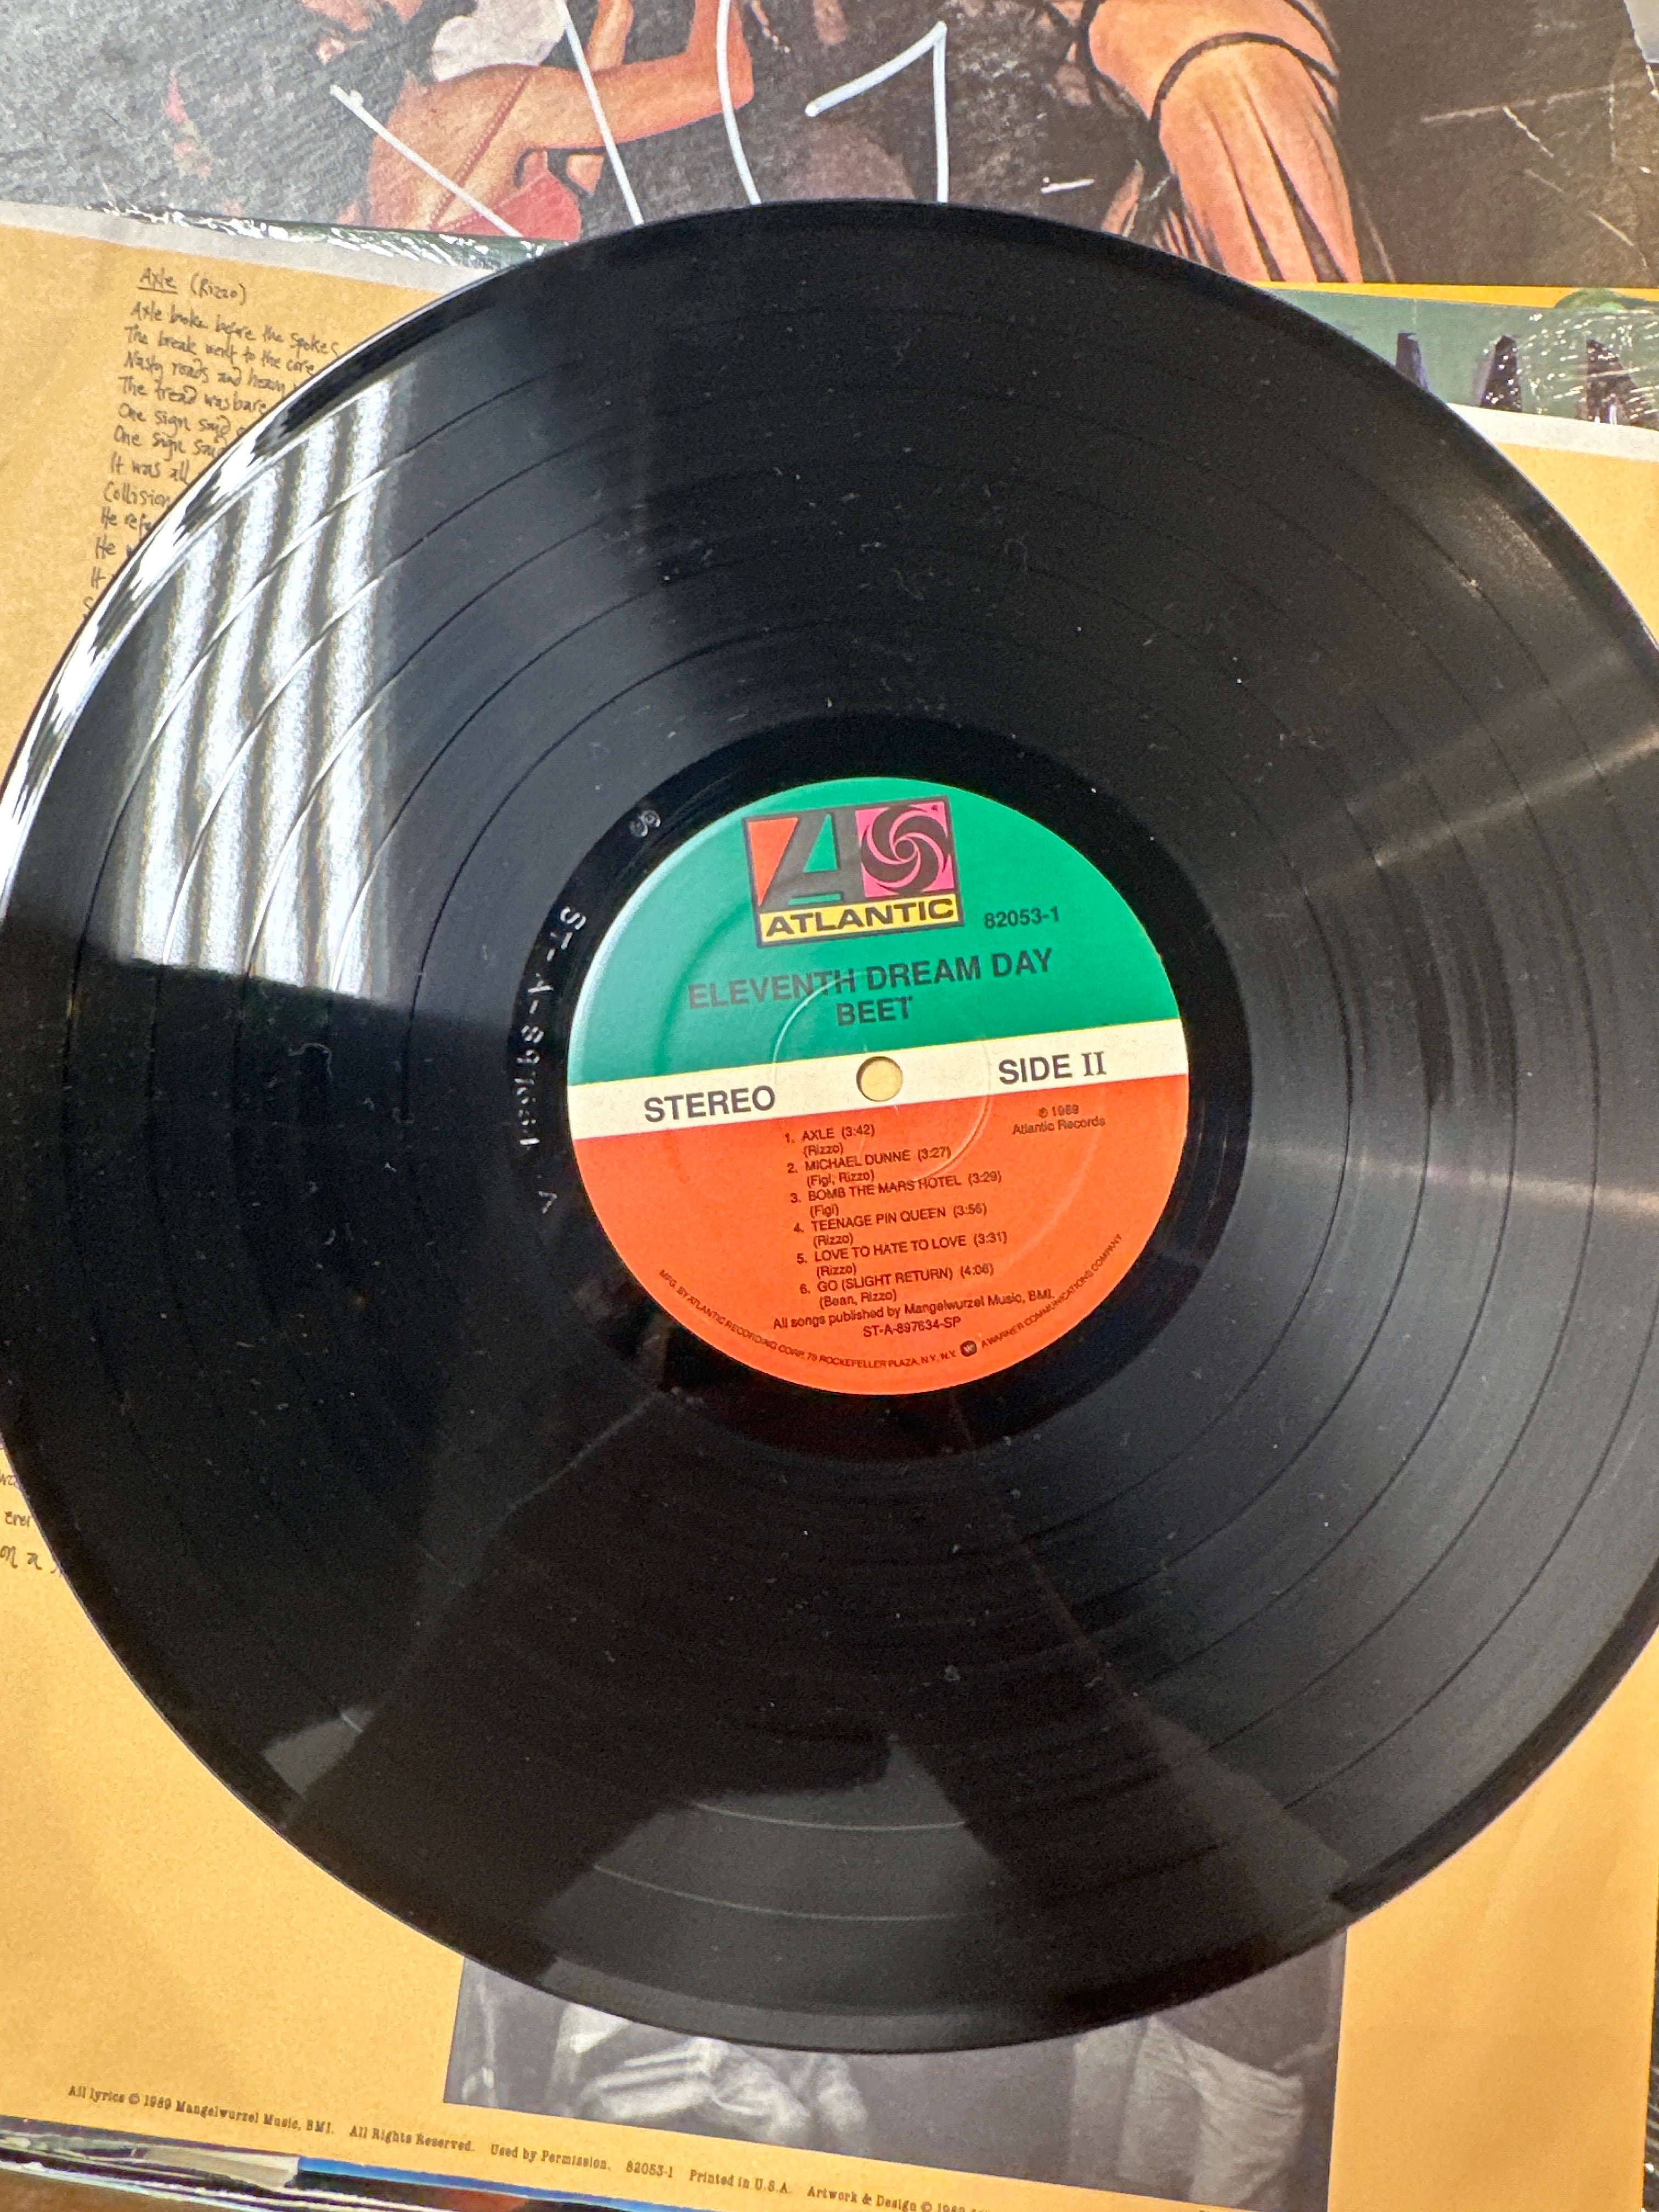 Axle (Rizzo)
Axle broke before the spokes
The break went to the core
Nasty roads and heavy
The tread was bare
One sign said
One sign said
It was all
Collision
He
He
It
ST-A-897634
ATLANTIC
82053-1
ELEVENTH DREAM DAY
BEET
STEREO
SIDE II
℗ 1989
Atlantic Records
1. AXLE (3:42)
(Rizzo)
2. MICHAEL DUNNE (3:27)
(Figi, Rizzo)
3. BOMB THE MARS HOTEL (3:29)
(Figi)
4. TEENAGE PIN QUEEN (3:56)
(Rizzo)
5. LOVE TO HATE TO LOVE (3:31)
(Rizzo)
6. GO (SLIGHT RETURN) (4:06)
(Bean, Rizzo)
All songs published by Mangelwurzel Music, BMI.
ST-A-897634-SP
MFG. BY ATLANTIC RECORDING CORP., 75 ROCKEFELLER PLAZA, N.Y., N.Y. A WARNER COMMUNICATIONS COMPANY
ever
on a
All lyrics © 1989 Mangelwurzel Music, BMI. All Rights Reserved. Used by Permission. 82053-1 Printed in U.S.A. Artwork & Design © 1989